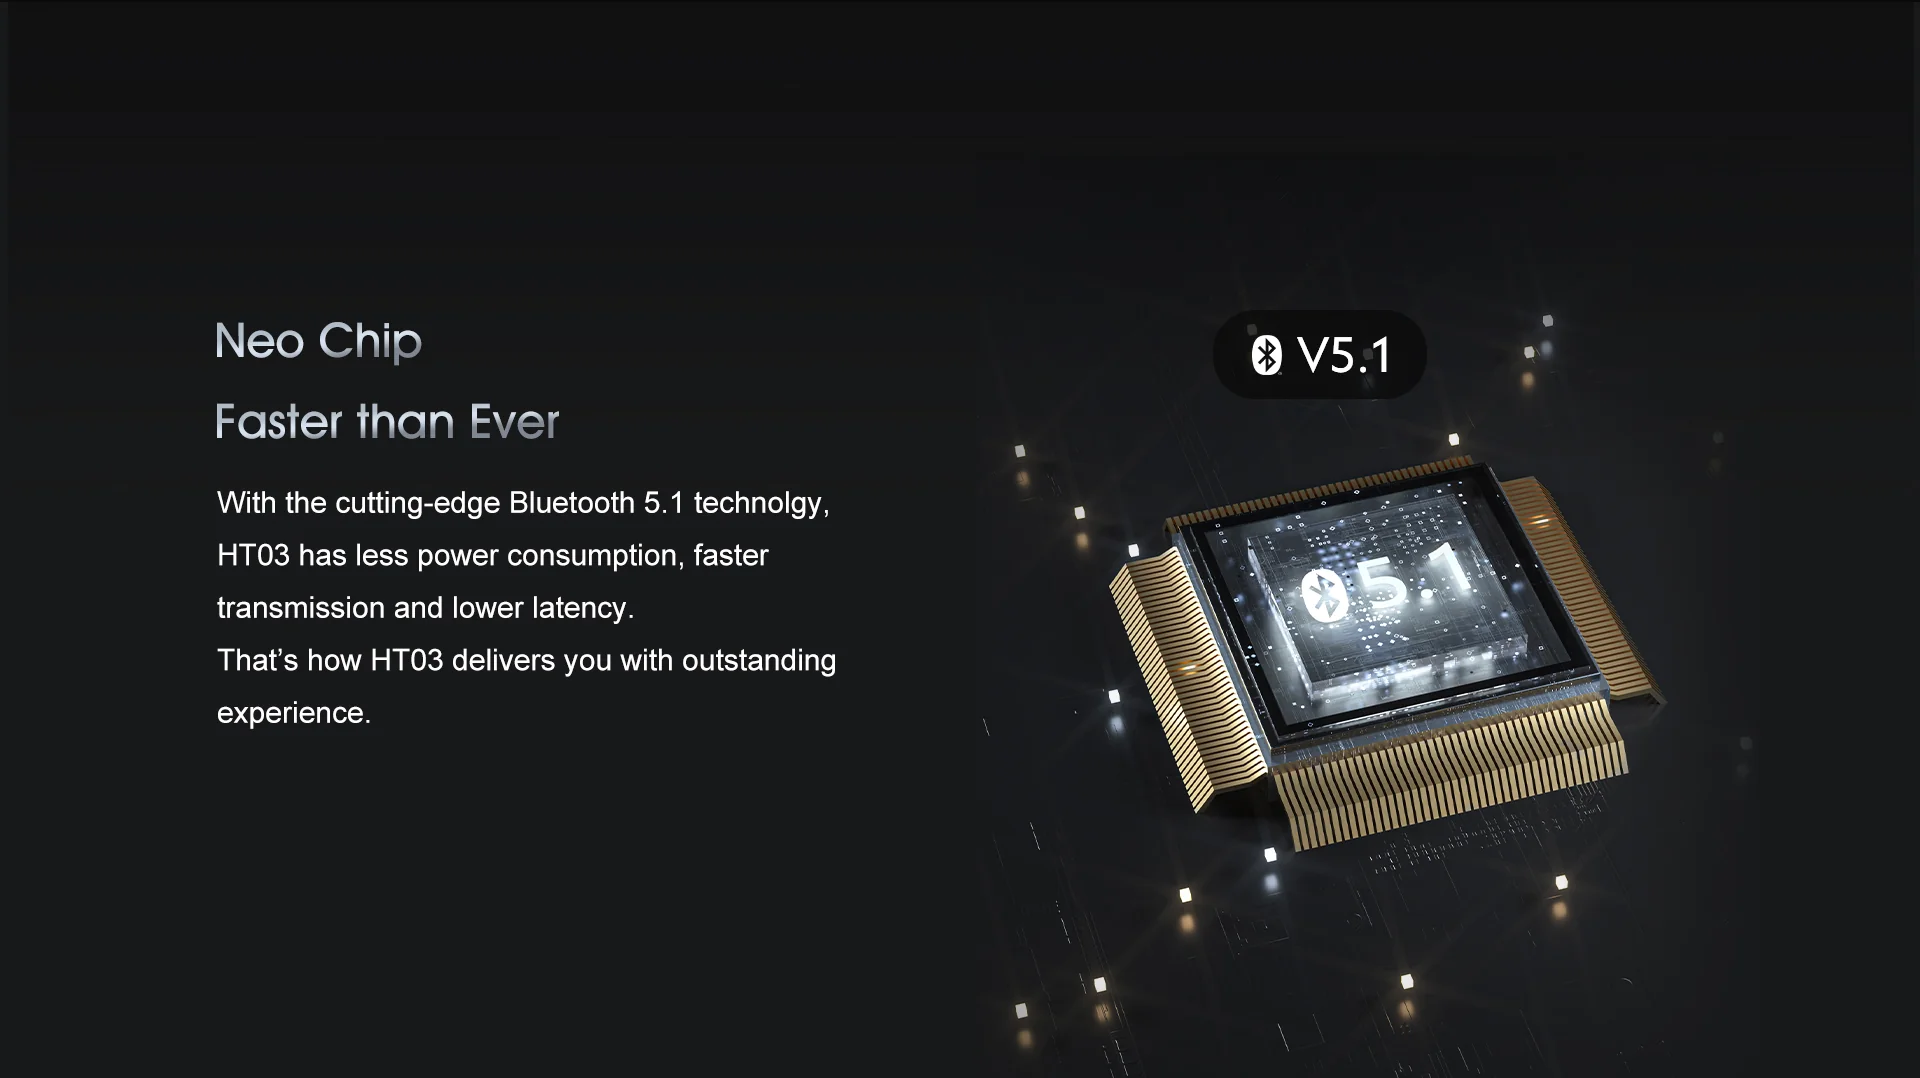 Neo Chip
Faster than Ever
With the cutting-edge Bluetooth 5.1 technolgy,
HT03 has less power consumption, faster
transmission and lower latency.
That’s how HT03 delivers you with outstanding
experience.
V5.1
5.1